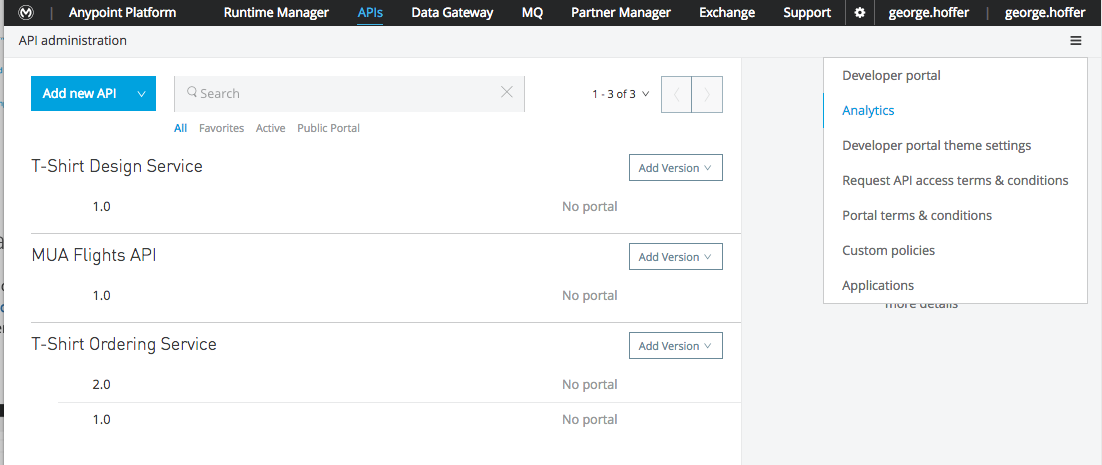 Anypoint Platform Runtime Manager APIs Data Gateway MQ Partner Manager Exchange Support george.hoffer | george.hoffer
API administration
Add new API
Search
1 - 3 of 3
All Favorites Active Public Portal
T-Shirt Design Service
Add Version
1.0 No portal
MUA Flights API
Add Version
1.0 No portal
T-Shirt Ordering Service
Add Version
2.0 No portal
1.0 No portal
Developer portal
Analytics
Developer portal theme settings
Request API access terms & conditions
Portal terms & conditions
Custom policies
Applications
more details